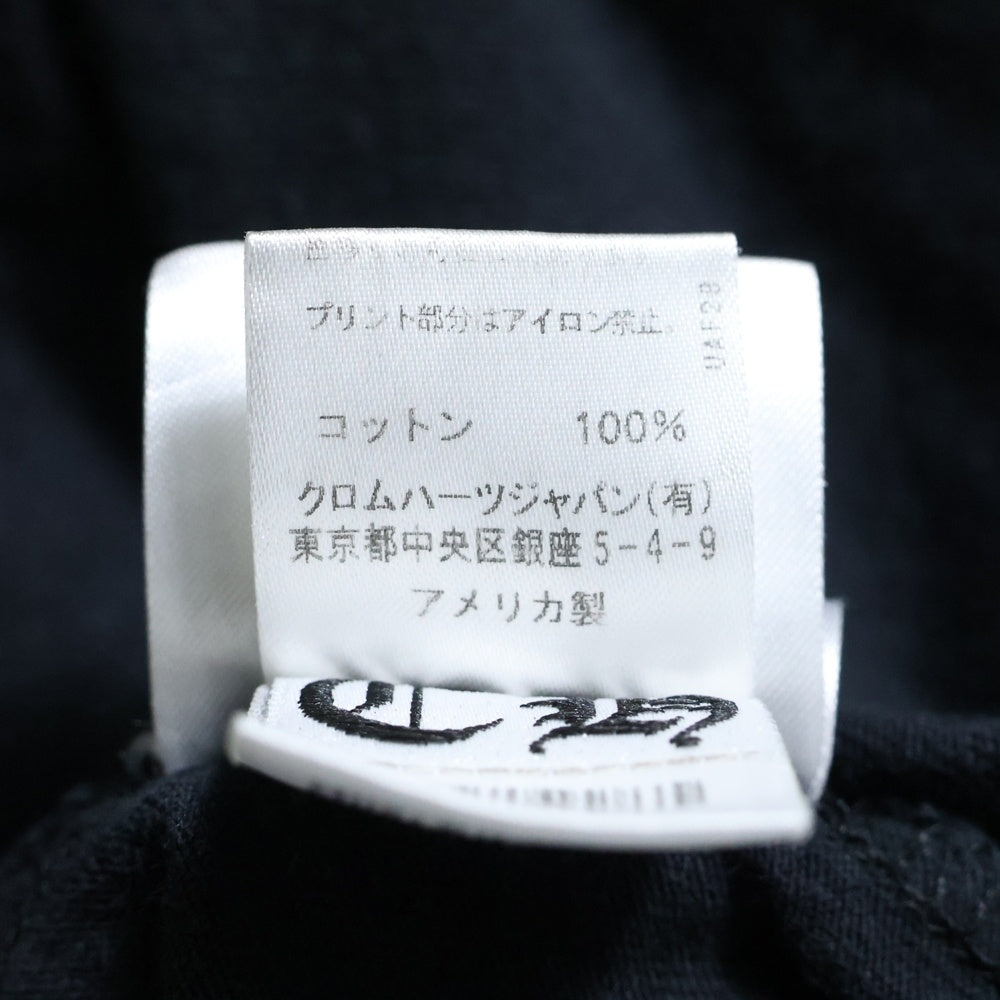 プリント部分はアイロン禁止。
UAF29
コットン 100%
クロムハーツジャパン(有)
東京都中央区銀座5-4-9
アメリカ製